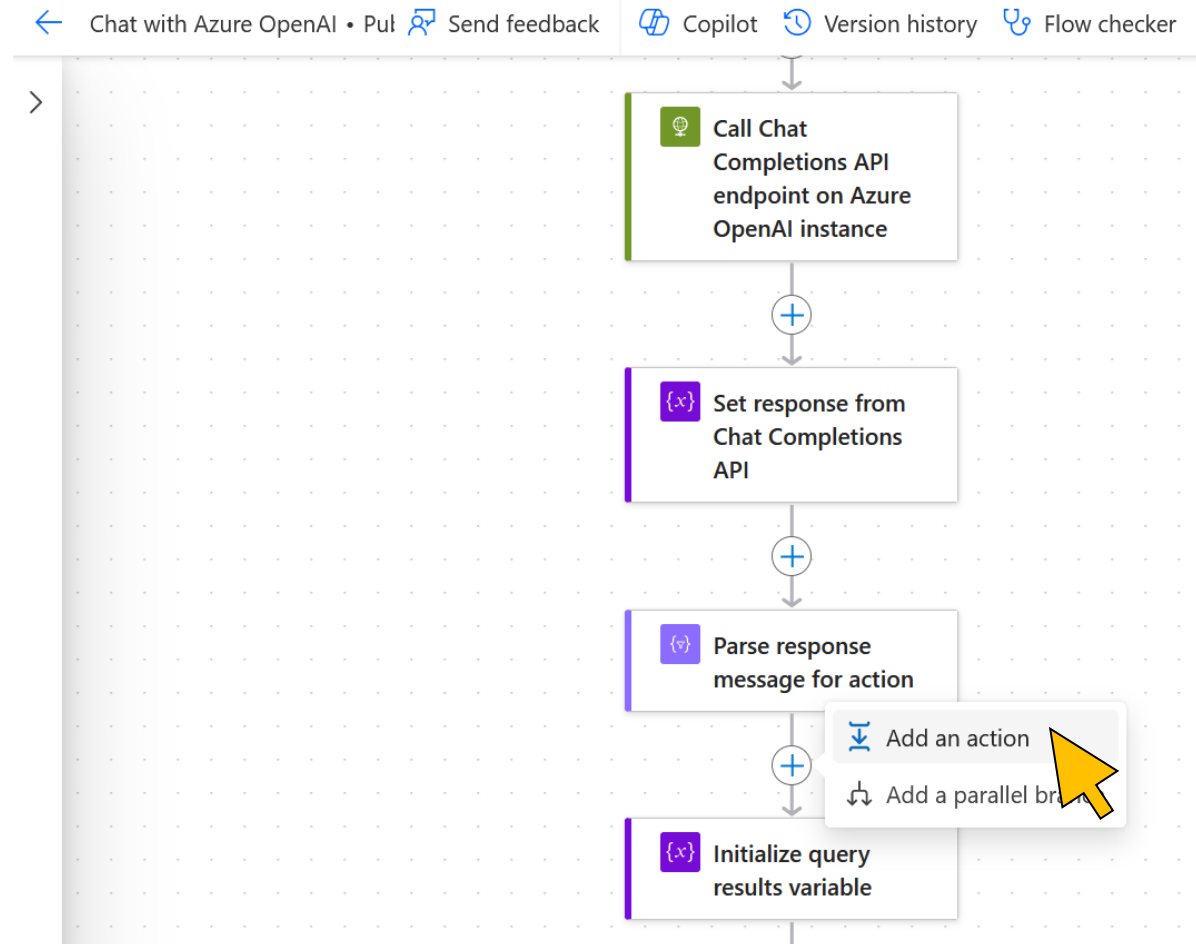 Chat with Azure OpenAI • Pub Send feedback Copilot Version history Flow checker
Call Chat
Completions API
endpoint on Azure
OpenAI instance
{x} Set response from
Chat Completions
API
Parse response
message for action
Add an action
Add a parallel
{x} Initialize query
results variable